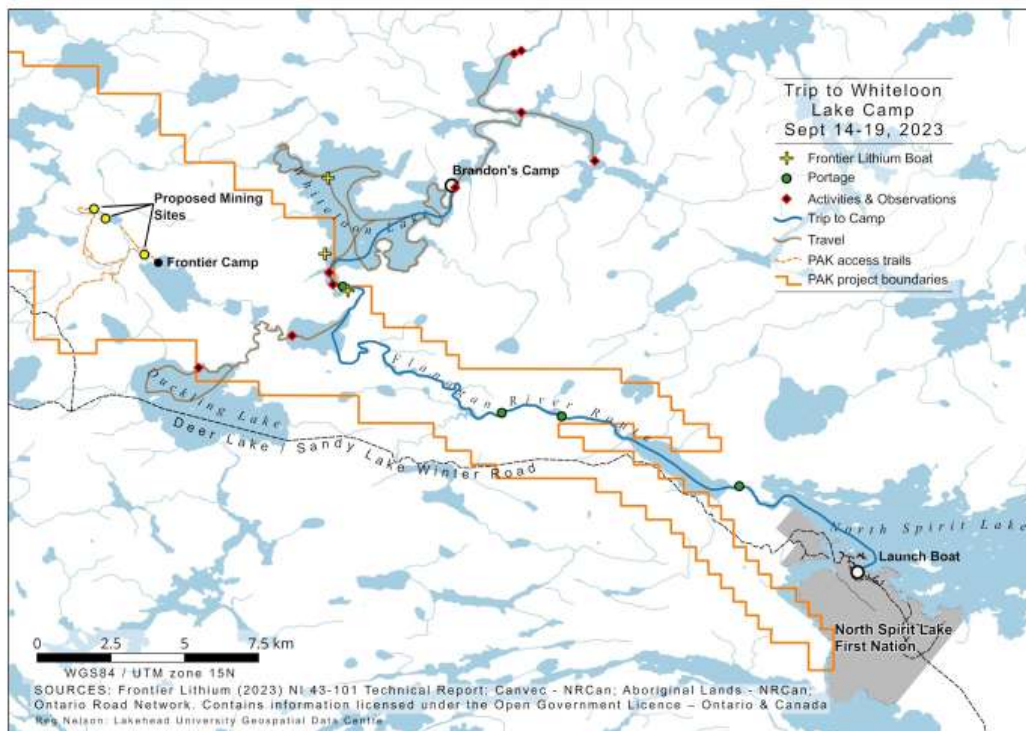 Trip to Whiteloon
Lake Camp
Sept 14-19, 2023
Frontier Lithium Boat
Portage
Activities & Observations
Trip to Camp
Travel
PAK access trails
PAK project boundaries
Brandon's Camp
Whiteloon Lake
Proposed Mining
Sites
Frontier Camp
Flanagan River Route
Duckling Lake
Deer Lake / Sandy Lake Winter Road
North Spirit Lake
Launch Boat
North Spirit Lake
First Nation
0 2.5 5 7.5 km
WGS84 / UTM zone 15N
SOURCES: Frontier Lithium (2023) NI 43-101 Technical Report; Canvec - NRCan; Aboriginal Lands - NRCan;
Ontario Road Network. Contains information licensed under the Open Government Licence – Ontario & Canada
Reg Nelson: Lakehead University Geospatial Data Centre